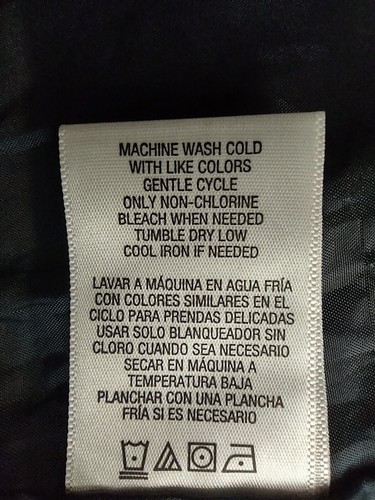 MACHINE WASH COLD
WITH LIKE COLORS
GENTLE CYCLE
ONLY NON-CHLORINE
BLEACH WHEN NEEDED
TUMBLE DRY LOW
COOL IRON IF NEEDED
LAVAR A MÁQUINA EN AGUA FRÍA
CON COLORES SIMILARES EN EL
CICLO PARA PRENDAS DELICADAS
USAR SOLO BLANQUEADOR SIN
CLORO CUANDO SEA NECESARIO
SECAR EN MÁQUINA A
TEMPERATURA BAJA
PLANCHAR CON UNA PLANCHA
FRÍA SI ES NECESARIO